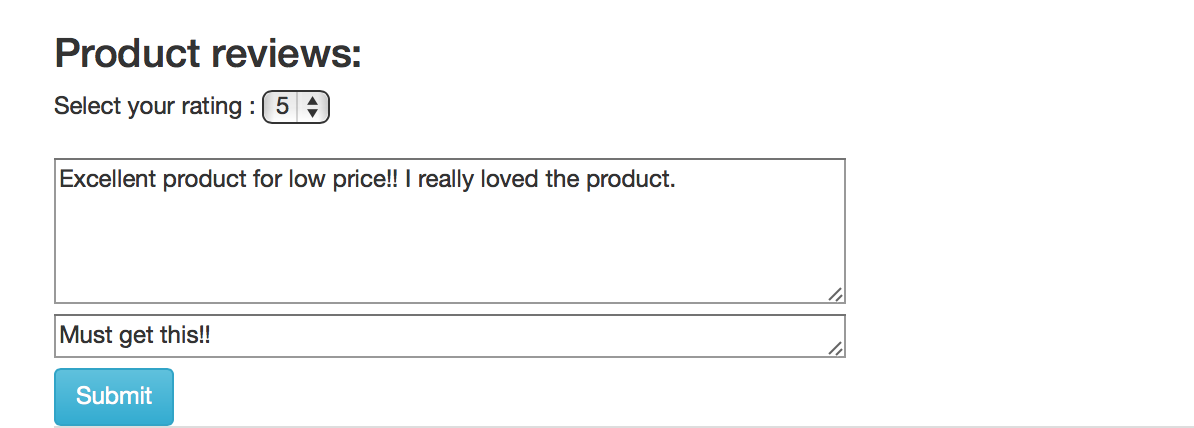 Product reviews:
Select your rating : 5
Excellent product for low price!! I really loved the product.
Must get this!!
Submit